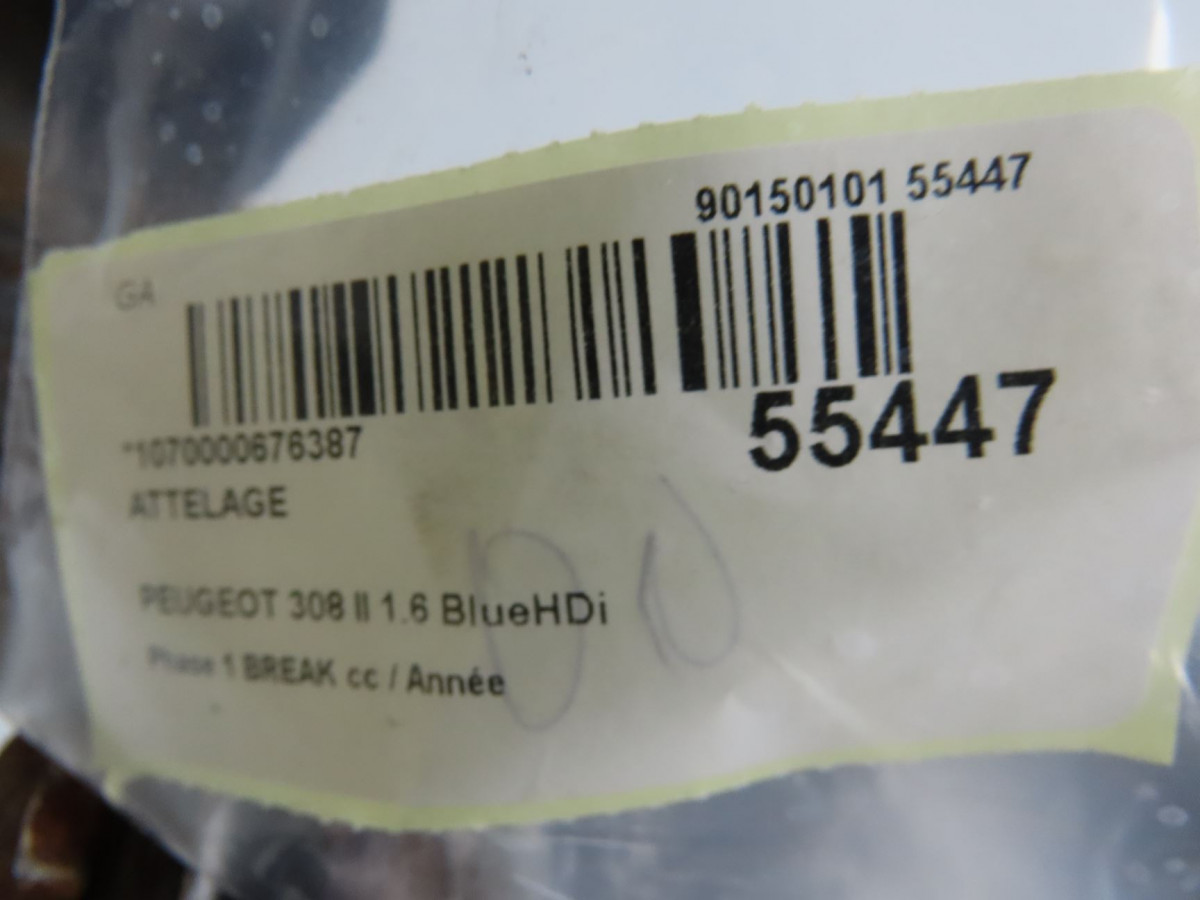 90150101 55447
GA
55447
*1070000676387
ATTELAGE
PEUGEOT 308 II 1.6 BlueHDi
Phase 1 BREAK cc / Année